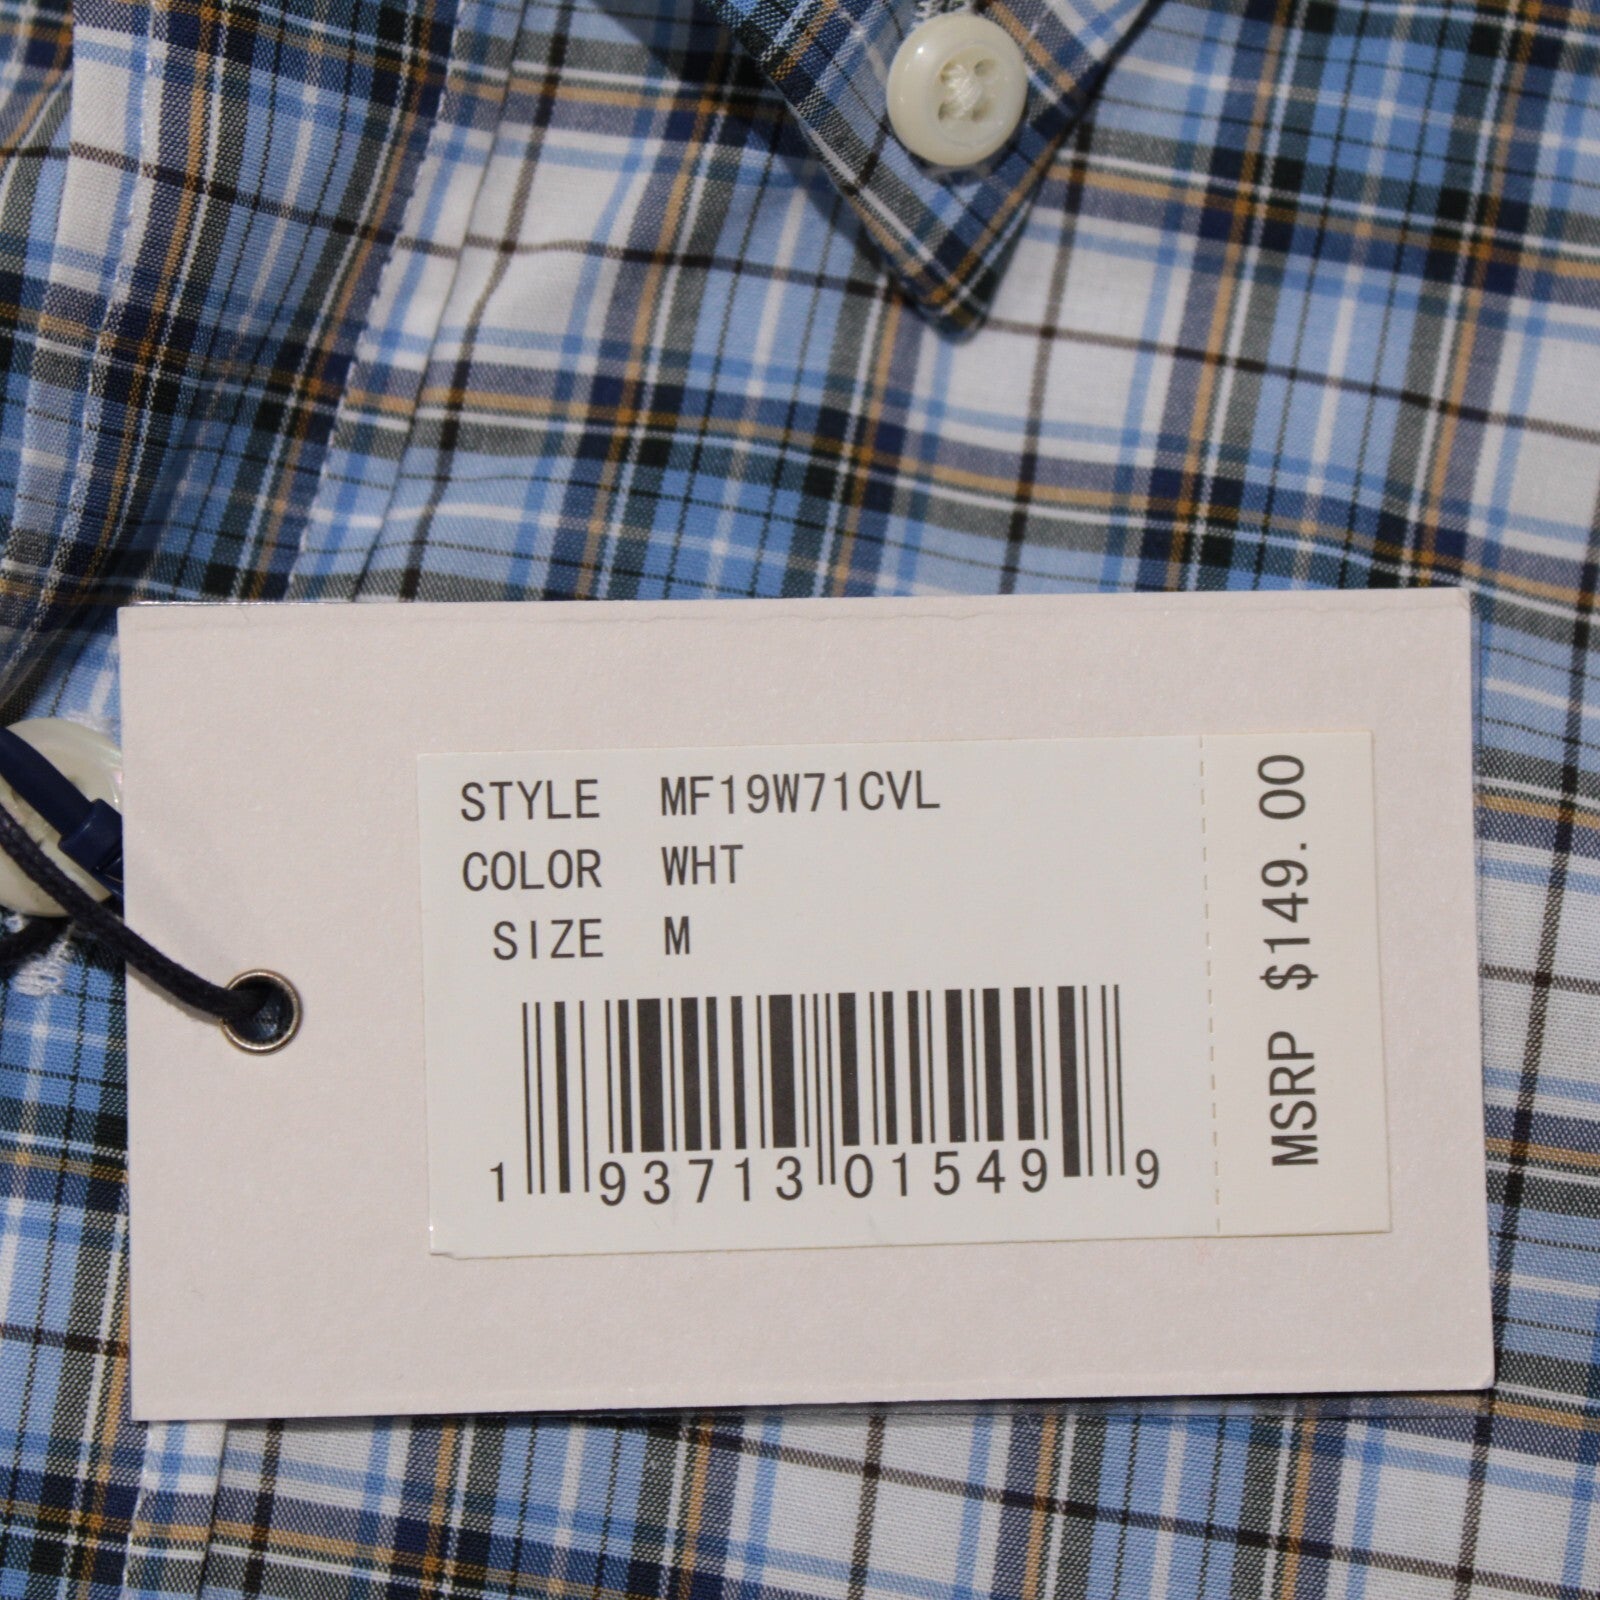 STYLE MF19W71CVL
COLOR WHT
SIZE M
1 93713 01549 9
MSRP $149.00